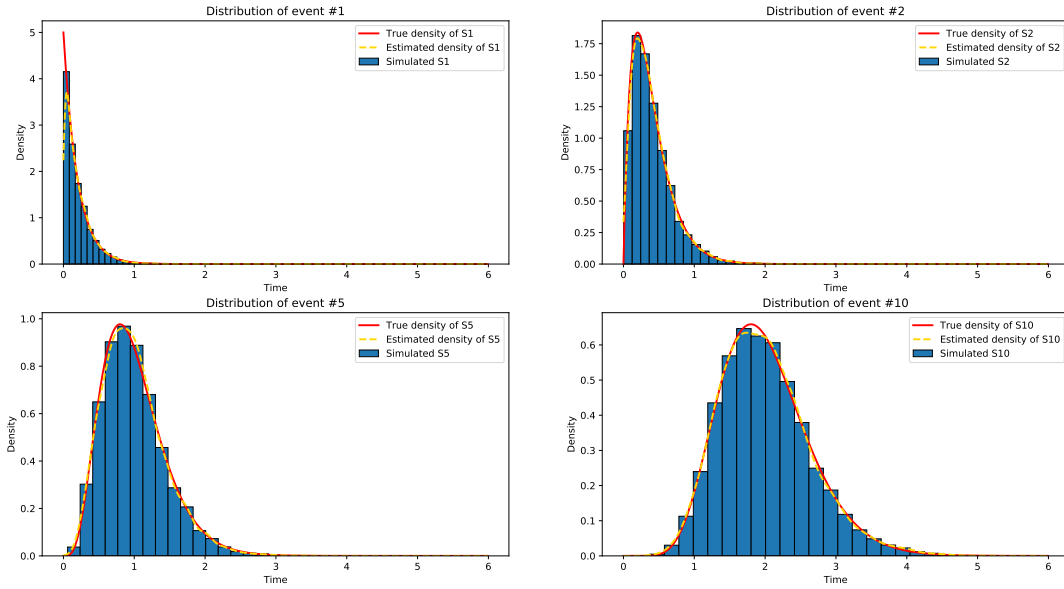 Distribution of event #1
True density of S1
Estimated density of S1
Simulated S1
Density
5
4
3
2
1
0
0 1 2 3 4 5 6
Time
Distribution of event #2
True density of S2
Estimated density of S2
Simulated S2
Density
1.75
1.50
1.25
1.00
0.75
0.50
0.25
0.00
0 1 2 3 4 5 6
Time
Distribution of event #5
True density of S5
Estimated density of S5
Simulated S5
Density
1.0
0.8
0.6
0.4
0.2
0.0
0 1 2 3 4 5 6
Time
Distribution of event #10
True density of S10
Estimated density of S10
Simulated S10
Density
0.6
0.5
0.4
0.3
0.2
0.1
0.0
0 1 2 3 4 5 6
Time